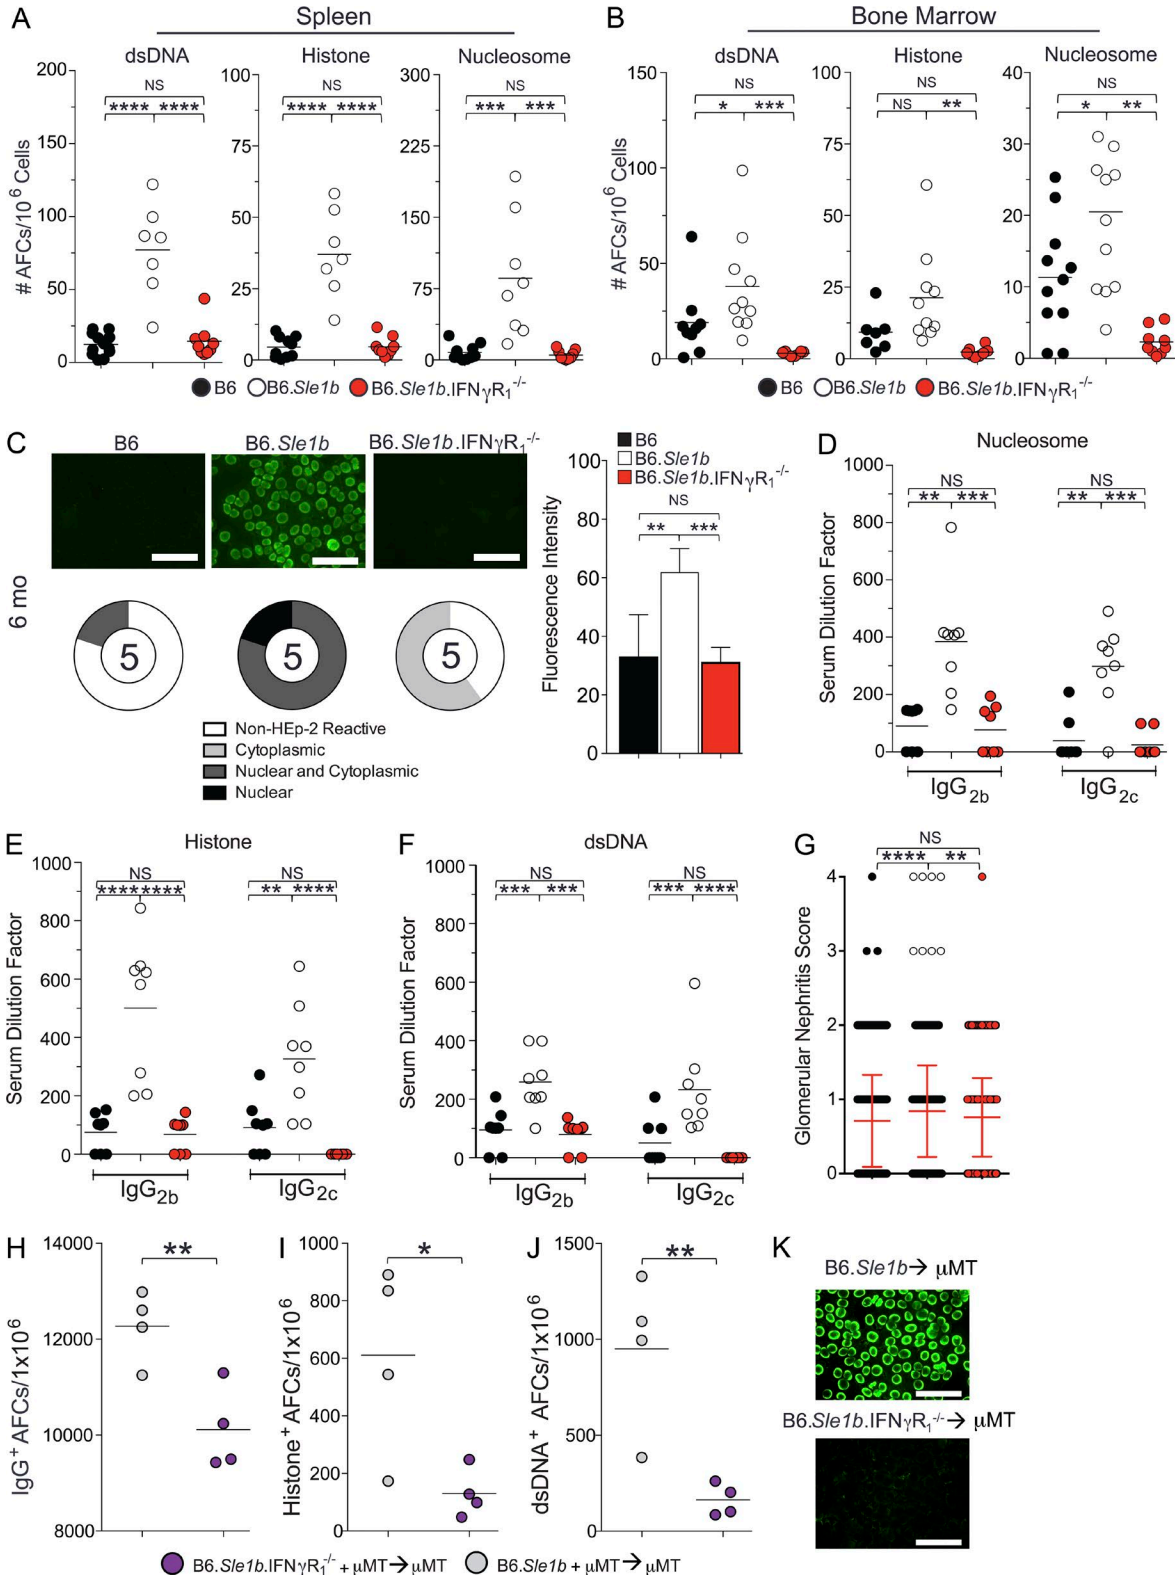 A
Spleen
dsDNA
Histone
Nucleosome
# AFCs/10^6 Cells
200
150
100
50
0
NS
**** ****
100
75
50
25
0
NS
**** ****
300
225
150
75
0
NS
*** ***
B6
B6.Sle1b
B6.Sle1b.IFNγR1-/-
B
Bone Marrow
dsDNA
Histone
Nucleosome
# AFCs/10^6 Cells
150
100
50
0
NS
* ***
100
75
50
25
0
NS
NS **
40
30
20
10
0
NS
* **
B6
B6.Sle1b
B6.Sle1b.IFNγR1-/-
C
B6
B6.Sle1b
B6.Sle1b.IFNγR1-/-
6 mo
5
5
5
Non-HEp-2 Reactive
Cytoplasmic
Nuclear and Cytoplasmic
Nuclear
B6
B6.Sle1b
B6.Sle1b.IFNγR1-/-
Fluorescence Intensity
100
80
60
40
20
0
NS
** ***
D
Nucleosome
Serum Dilution Factor
1000
800
600
400
200
0
NS
** ***
NS
** ***
IgG2b
IgG2c
E
Histone
Serum Dilution Factor
1000
800
600
400
200
0
NS
********
NS
** ****
IgG2b
IgG2c
F
dsDNA
Serum Dilution Factor
1000
800
600
400
200
0
NS
*** ***
NS
*** ****
IgG2b
IgG2c
G
Glomerular Nephritis Score
4
3
2
1
0
NS
**** **
H
IgG+ AFCs/1x10^6
14000
12000
10000
8000
**
I
Histone+ AFCs/1x10^6
1000
800
600
400
200
0
*
J
dsDNA+ AFCs/1x10^6
1500
1000
500
0
**
K
B6.Sle1b→ μMT
B6.Sle1b.IFNγR1-/-→ μMT
B6.Sle1b.IFNγR1-/- + μMT→μMT
B6.Sle1b + μMT→μMT